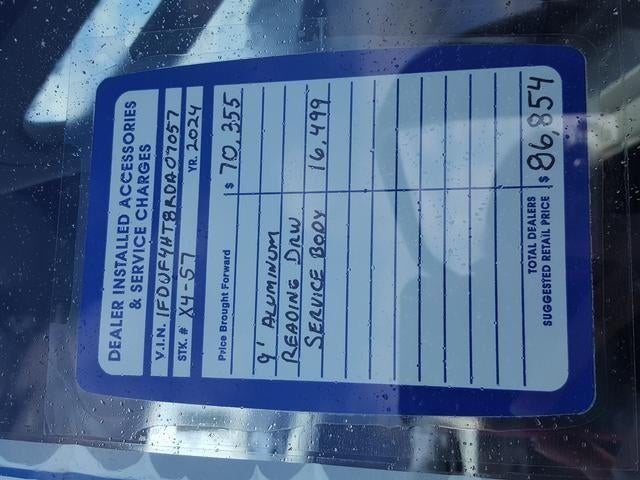 DEALER INSTALLED ACCESSORIES
& SERVICE CHARGES
V.I.N. 1FDUF4HT8RDA07057
STK. # X4-57 YR. 2024
Price Brought Forward $ 70,355
9' ALUMINUM
READING DRW
SERVICE BODY 16,499
TOTAL DEALERS
SUGGESTED RETAIL PRICE $ 86,854